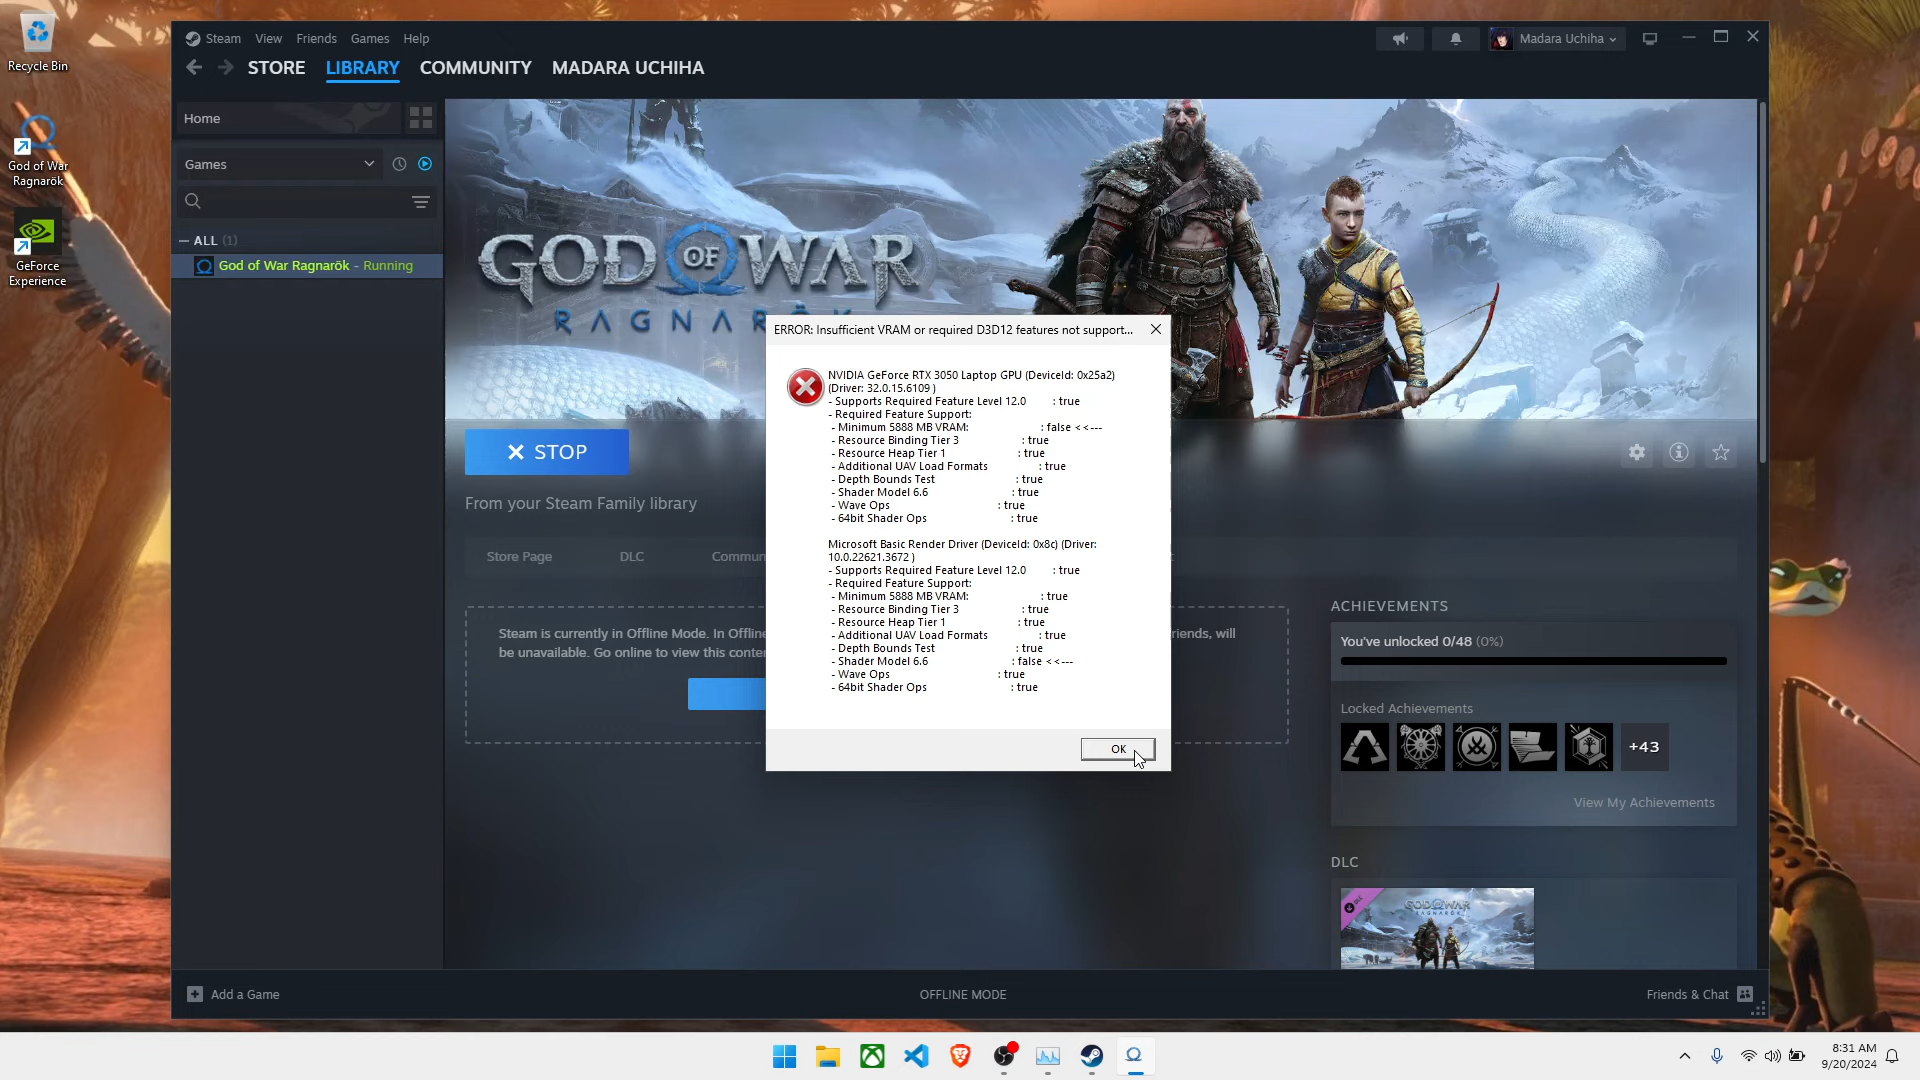 Recycle Bin
God of War
Ragnarök
GeForce
Experience
Steam View Friends Games Help
Madara Uchiha
STORE LIBRARY COMMUNITY MADARA UCHIHA
Home
Games
ALL (1)
God of War Ragnarök - Running
GOD OF WAR
RAGNARÖK
STOP
From your Steam Family library
Store Page DLC Commun
Steam is currently in Offline Mode. In Offline
riends, will
be unavailable. Go online to view this conten
ERROR: Insufficient VRAM or required D3D12 features not support...
NVIDIA GeForce RTX 3050 Laptop GPU (DeviceId: 0x25a2)
(Driver: 32.0.15.6109 )
- Supports Required Feature Level 12.0 : true
- Required Feature Support:
- Minimum 5888 MB VRAM: : false <<---
- Resource Binding Tier 3 : true
- Resource Heap Tier 1 : true
- Additional UAV Load Formats : true
- Depth Bounds Test : true
- Shader Model 6.6 : true
- Wave Ops : true
- 64bit Shader Ops : true
Microsoft Basic Render Driver (DeviceId: 0x8c) (Driver:
10.0.22621.3672 )
- Supports Required Feature Level 12.0 : true
- Required Feature Support:
- Minimum 5888 MB VRAM: : true
- Resource Binding Tier 3 : true
- Resource Heap Tier 1 : true
- Additional UAV Load Formats : true
- Depth Bounds Test : true
- Shader Model 6.6 : false <<---
- Wave Ops : true
- 64bit Shader Ops : true
OK
ACHIEVEMENTS
You've unlocked 0/48 (0%)
Locked Achievements
+43
View My Achievements
DLC
DLC
GOD OF WAR
Add a Game
OFFLINE MODE
Friends & Chat
8:31 AM
9/20/2024